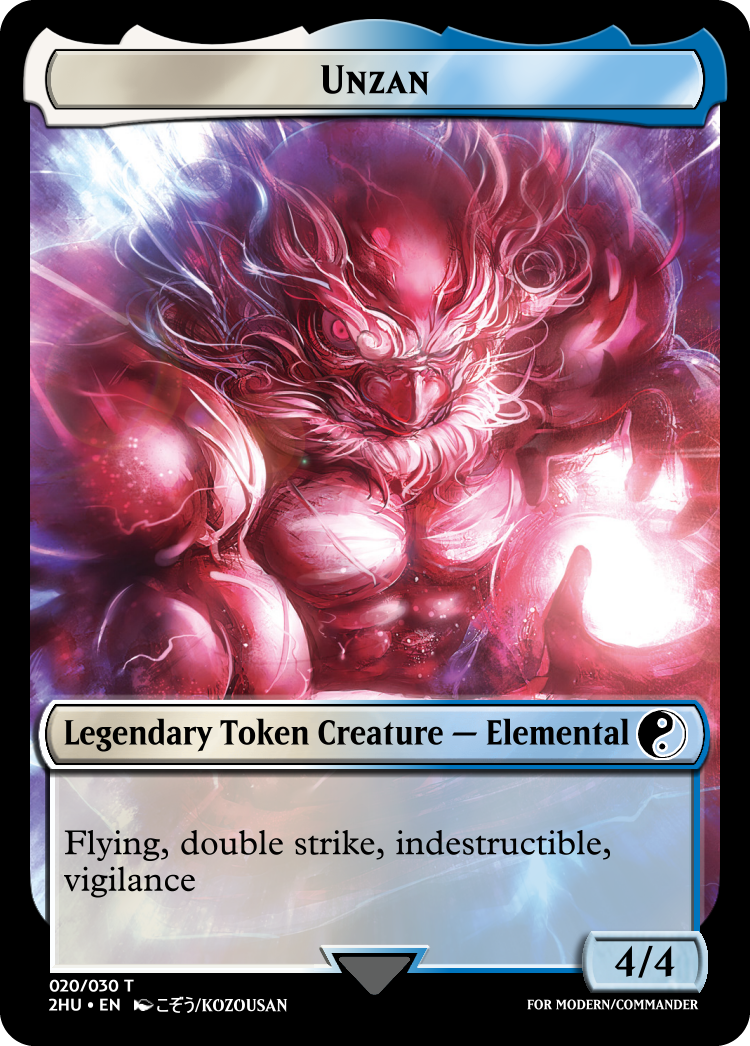 Unzan
Legendary Token Creature — Elemental
Flying, double strike, indestructible,
vigilance
4/4
020/030 T
2HU • EN こぞう/KOZOUSAN
FOR MODERN/COMMANDER